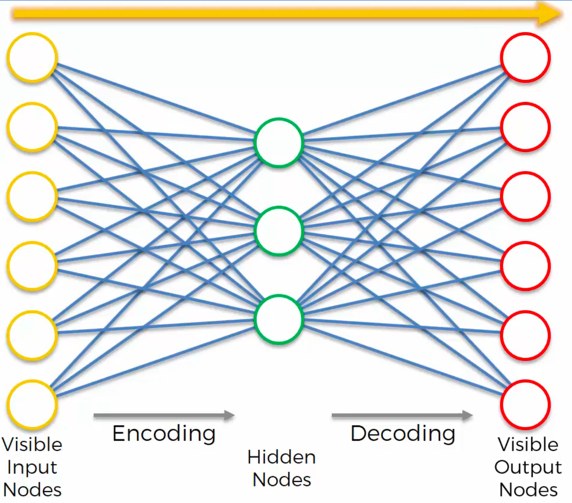 Encoding
Decoding
Visible
Input
Nodes
Hidden
Nodes
Visible
Output
Nodes